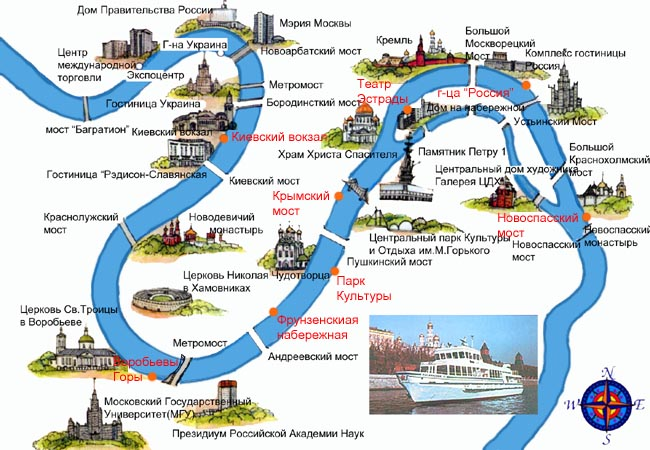 Дом Правительства России
Мэрия Москвы
Г-на Украина
Новоарбатский мост
Центр
международной
торговли
Экспоцентр
Метромост
Гостиница Украина
Бородинсткий мост
мост "Багратион"
Киевский вокзал
Киевский вокзал
Гостиница "Рэдисон-Славянская
Киевский мост
Кремль
Большой
Москворецкий
Мост
Комплекс гостиницы
Россия
Театр
Эстрады
г-ца "Россия"
Дом на набережной
Устьинский Мост
Храм Христа Спасителя
Памятник Петру 1
Большой
Краснохолмский
мост
Центральный дом художника
Галерея ЦДХ
Крымский
мост
Новоспасский
мост
Новоспасский
монастырь
Новоспасский
мост
Краснолужский
мост
Новодевичий
монастырь
Центральный парк Культуры
и Отдыха им.М.Горького
Пушкинский мост
Церковь Николая Чудотворца
в Хамовниках
Парк
Культуры
Церковь Св.Троицы
в Воробьеве
Фрунзенскиая
набережная
Метромост
Андреевский мост
Воробьевы
Горы
Московский Государственный
Университет(МГУ)
Президиум Российской Академии Наук
N
W
E
S